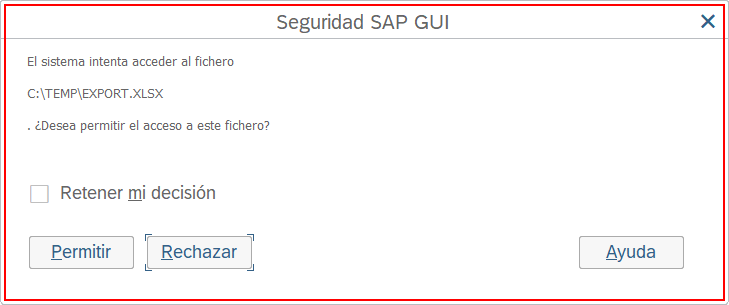 Seguridad SAP GUI
El sistema intenta acceder al fichero
C:\TEMP\EXPORT.XLSX
. ¿Desea permitir el acceso a este fichero?
Retener mi decisión
Permitir Rechazar Ayuda